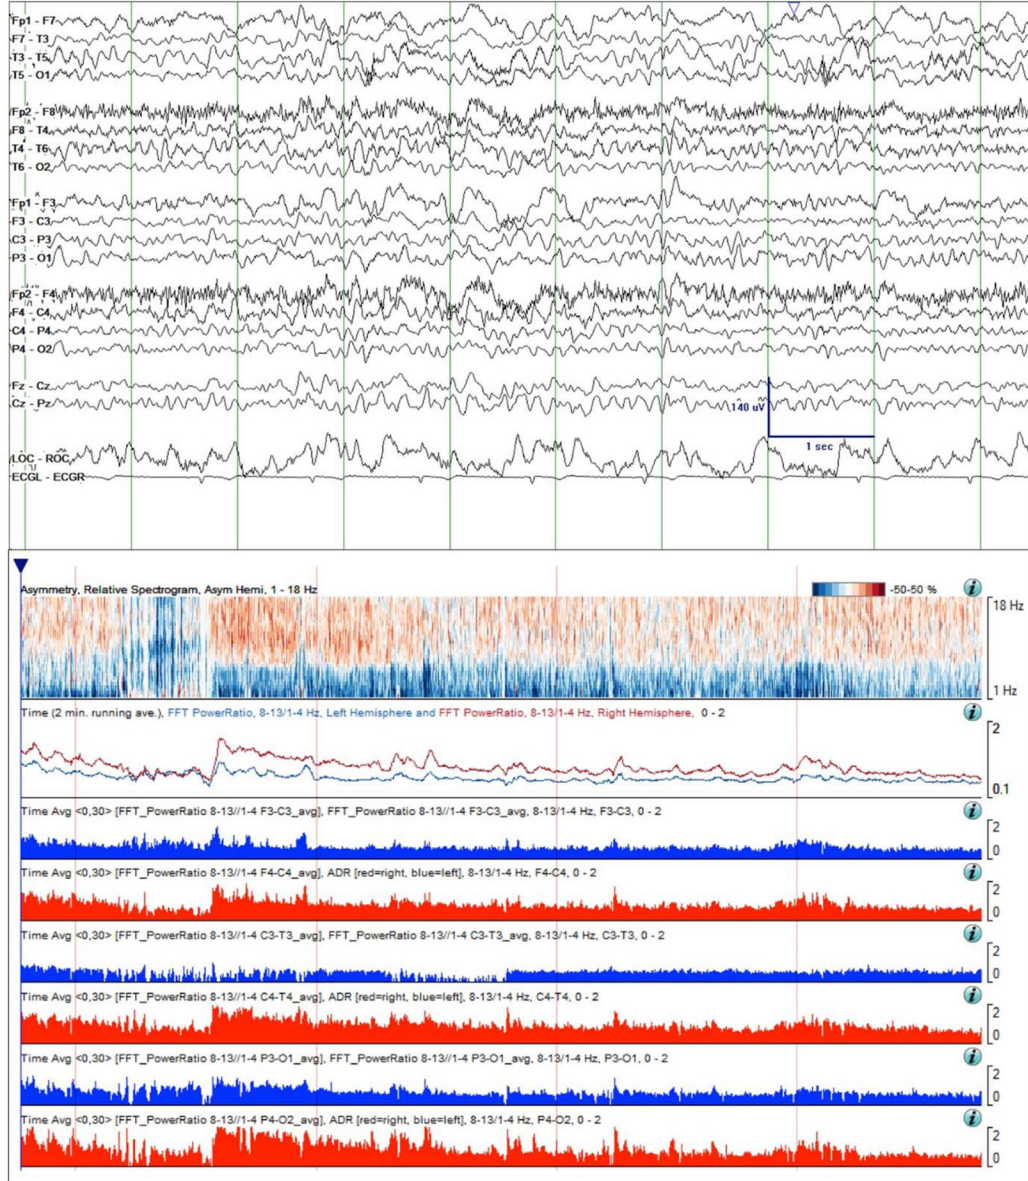 Fp1 - F7
F7 - T3
T3 - T5
T5 - O1
Fp2 - F8
F8 - T4
T4 - T6
T6 - O2
Fp1 - F3
F3 - C3
C3 - P3
P3 - O1
Fp2 - F4
F4 - C4
C4 - P4
P4 - O2
Fz - Cz
Cz - Pz
140 uV
1 sec
LOC - ROC
ECGL - ECGR
Asymmetry, Relative Spectrogram, Asym Hemi, 1 - 18 Hz -50-50 % i 18 Hz
1 Hz
Time (2 min. running ave.), FFT PowerRatio, 8-13/1-4 Hz, Left Hemisphere and FFT PowerRatio, 8-13/1-4 Hz, Right Hemisphere, 0 - 2 i
2
0.1
Time Avg <0,30> [FFT_PowerRatio 8-13//1-4 F3-C3_avg], FFT_PowerRatio 8-13//1-4 F3-C3_avg, 8-13/1-4 Hz, F3-C3, 0 - 2 i
2
0
Time Avg <0,30> [FFT_PowerRatio 8-13//1-4 F4-C4_avg], ADR [red=right, blue=left], 8-13/1-4 Hz, F4-C4, 0 - 2 i
2
0
Time Avg <0,30> [FFT_PowerRatio 8-13//1-4 C3-T3_avg], FFT_PowerRatio 8-13//1-4 C3-T3_avg, 8-13/1-4 Hz, C3-T3, 0 - 2 i
2
0
Time Avg <0,30> [FFT_PowerRatio 8-13//1-4 C4-T4_avg], ADR [red=right, blue=left], 8-13/1-4 Hz, C4-T4, 0 - 2 i
2
0
Time Avg <0,30> [FFT_PowerRatio 8-13//1-4 P3-O1_avg], FFT_PowerRatio 8-13//1-4 P3-O1_avg, 8-13/1-4 Hz, P3-O1, 0 - 2 i
2
0
Time Avg <0,30> [FFT_PowerRatio 8-13//1-4 P4-O2_avg], ADR [red=right, blue=left], 8-13/1-4 Hz, P4-O2, 0 - 2 i
2
0